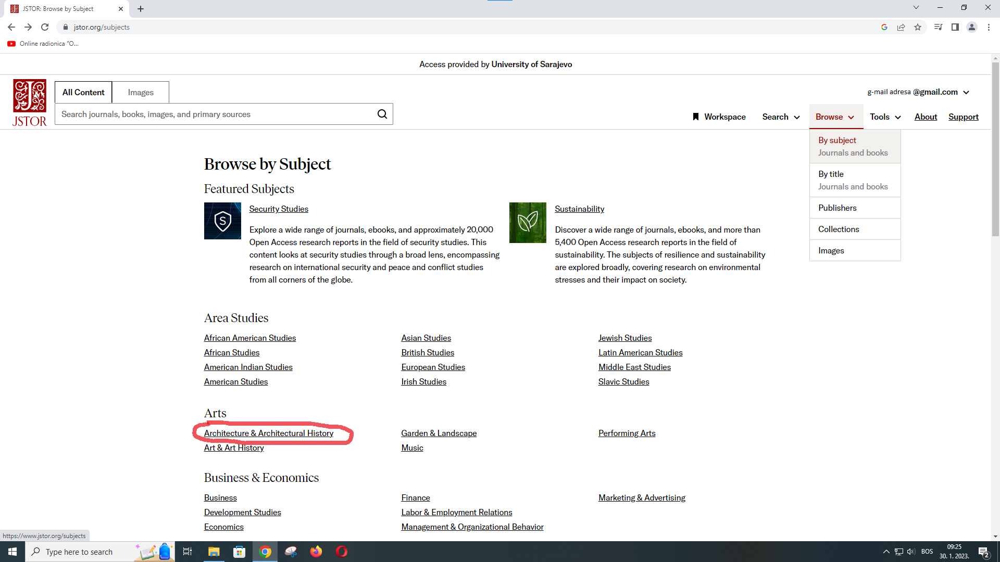 JSTOR: Browse by Subject
jstor.org/subjects
Online radionica "O...
Access provided by University of Sarajevo
JSTOR
All Content
Images
g-mail adresa @gmail.com
Search journals, books, images, and primary sources
Workspace
Search
Browse
Tools
About
Support
By subject
Journals and books
By title
Journals and books
Publishers
Collections
Images
Browse by Subject
Featured Subjects
Security Studies
Explore a wide range of journals, ebooks, and approximately 20,000
Open Access research reports in the field of security studies. This
content looks at security studies through a broad lens, encompassing
research on international security and peace and conflict studies
from all corners of the globe.
Sustainability
Discover a wide range of journals, ebooks, and more than
5,400 Open Access research reports in the field of
sustainability. The subjects of resilience and sustainability
are explored broadly, covering research on environmental
stresses and their impact on society.
Area Studies
African American Studies
African Studies
American Indian Studies
American Studies
Asian Studies
British Studies
European Studies
Irish Studies
Jewish Studies
Latin American Studies
Middle East Studies
Slavic Studies
Arts
Architecture & Architectural History
Art & Art History
Garden & Landscape
Music
Performing Arts
Business & Economics
Business
Development Studies
Economics
Finance
Labor & Employment Relations
Management & Organizational Behavior
Marketing & Advertising
https://www.jstor.org/subjects
Type here to search
BOS
09:25
30. 1. 2023.
2